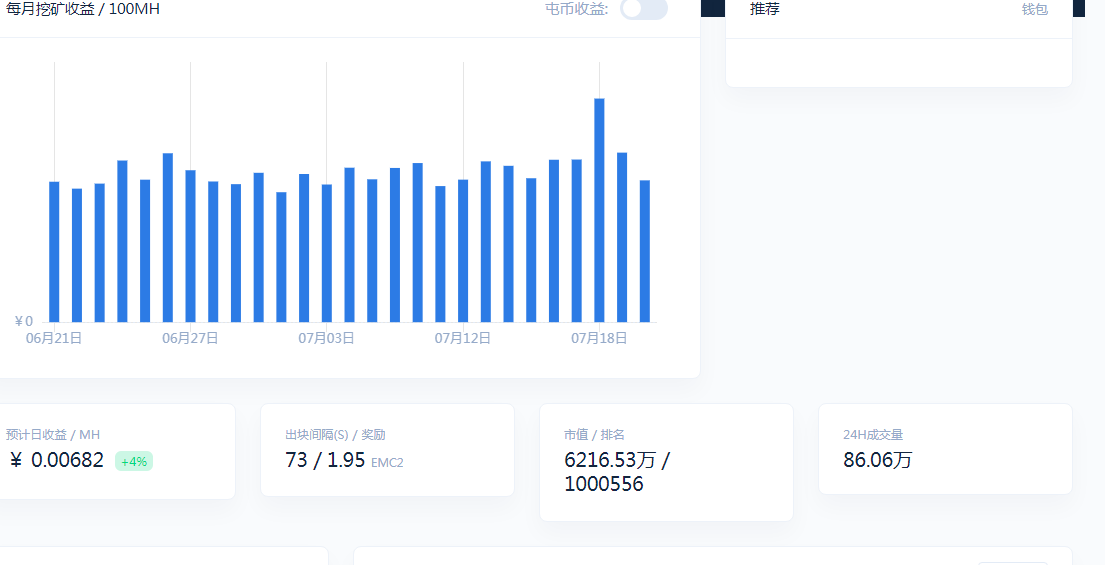 每月挖矿收益 / 100MH
屯币收益:
推荐
钱包
¥0
06月21日
06月27日
07月03日
07月12日
07月18日
预计日收益 / MH
¥ 0.00682 +4%
出块间隔(S) / 奖励
73 / 1.95 EMC2
市值 / 排名
6216.53万 /
1000556
24H成交量
86.06万